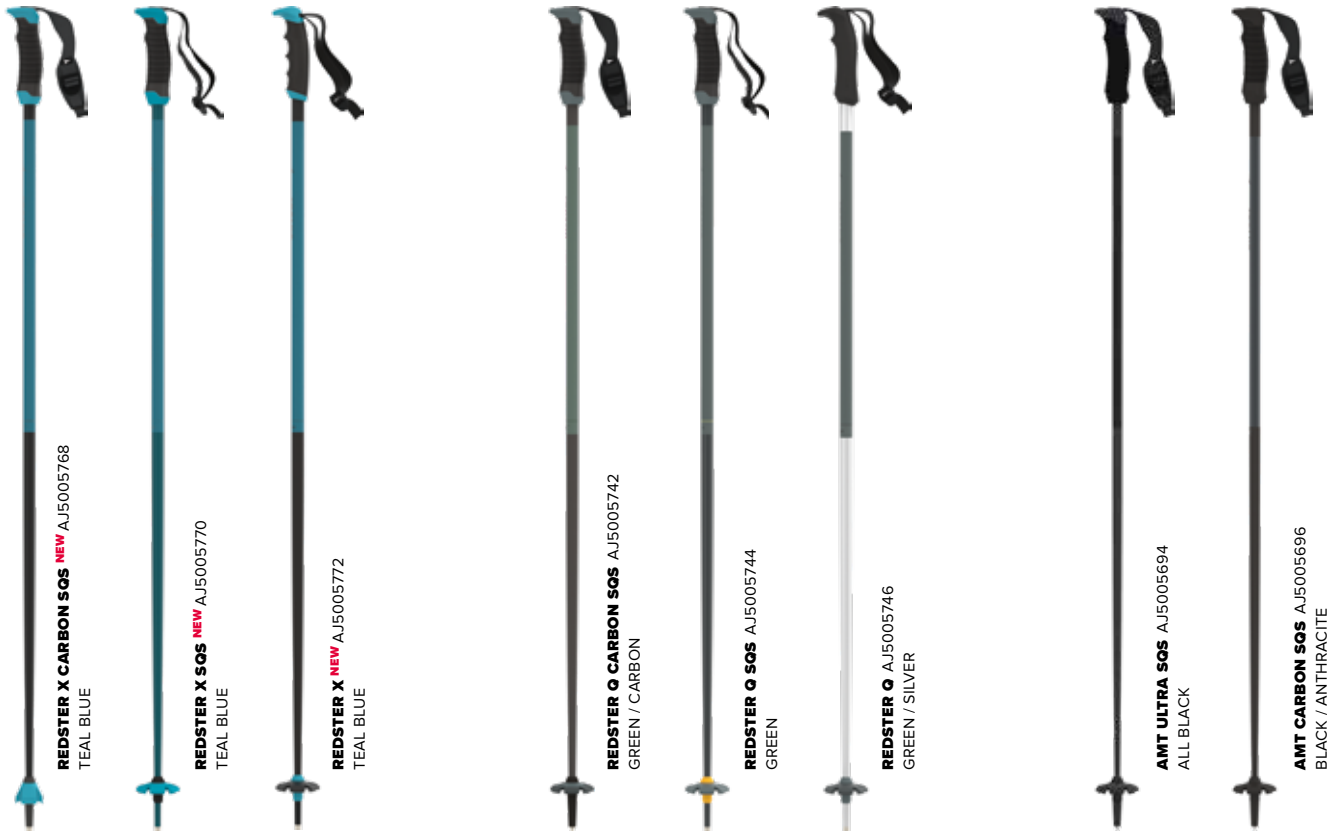 REDSTER X CARBON SQS NEW AJ5005768
TEAL BLUE
REDSTER X SQS NEW AJ5005770
TEAL BLUE
REDSTER X NEW AJ5005772
TEAL BLUE
REDSTER Q CARBON SQS AJ5005742
GREEN / CARBON
REDSTER Q SQS AJ5005744
GREEN
REDSTER Q AJ5005746
GREEN / SILVER
AMT ULTRA SQS AJ5005694
ALL BLACK
AMT CARBON SQS AJ5005696
BLACK / ANTHRACITE